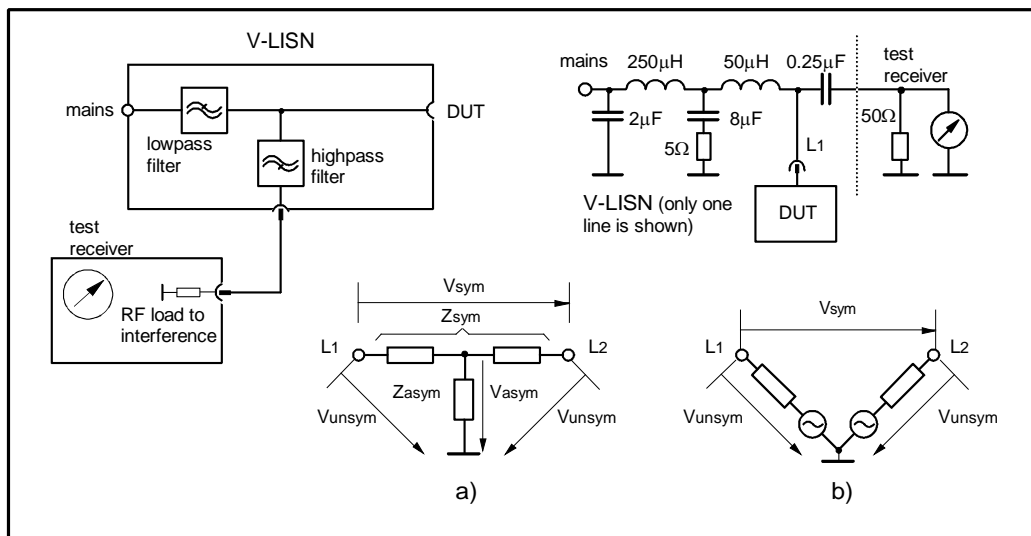 V-LISN
mains
lowpass
filter
highpass
filter
DUT
test
receiver
RF load to
interference
mains
250µH
50µH
0.25µF
test
receiver
2µF
8µF
5Ω
50Ω
L1
DUT
V-LISN (only one
line is shown)
Vsym
Zsym
L1
L2
Zasym
Vasym
Vunsym
Vunsym
a)
Vsym
L1
L2
Vunsym
Vunsym
b)